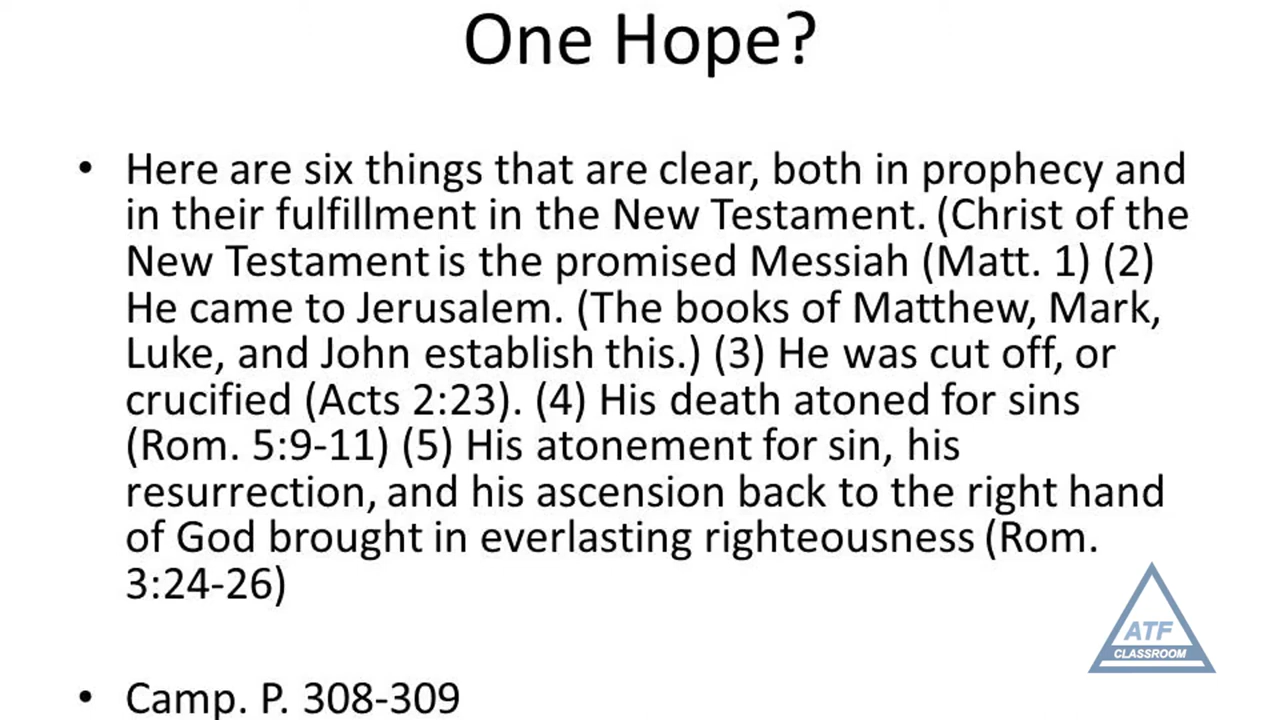 One Hope?
• Here are six things that are clear, both in prophecy and
in their fulfillment in the New Testament. (Christ of the
New Testament is the promised Messiah (Matt. 1) (2)
He came to Jerusalem. (The books of Matthew, Mark,
Luke, and John establish this.) (3) He was cut off, or
crucified (Acts 2:23). (4) His death atoned for sins
(Rom. 5:9-11) (5) His atonement for sin, his
resurrection, and his ascension back to the right hand
of God brought in everlasting righteousness (Rom.
3:24-26)
• Camp. P. 308-309
ATF
CLASSROOM